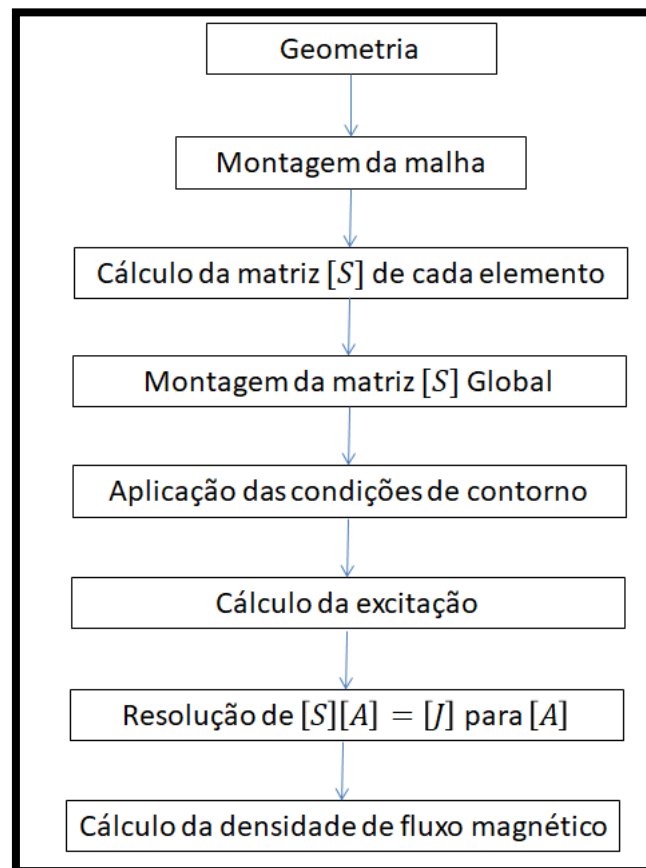 Geometria
Montagem da malha
Cálculo da matriz [S] de cada elemento
Montagem da matriz [S] Global
Aplicação das condições de contorno
Cálculo da excitação
Resolução de [S][A] = [J] para [A]
Cálculo da densidade de fluxo magnético